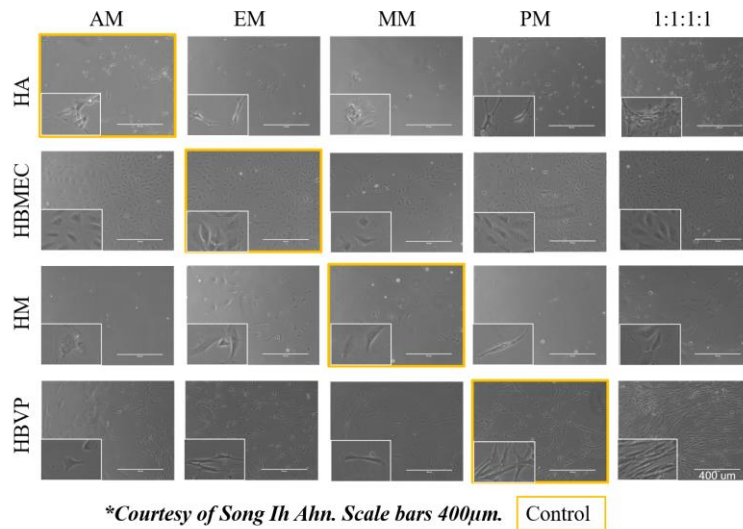 AM EM MM PM 1:1:1:1
HA
HBMEC
HM
HBVP
400 um
*Courtesy of Song Ih Ahn. Scale bars 400µm. Control